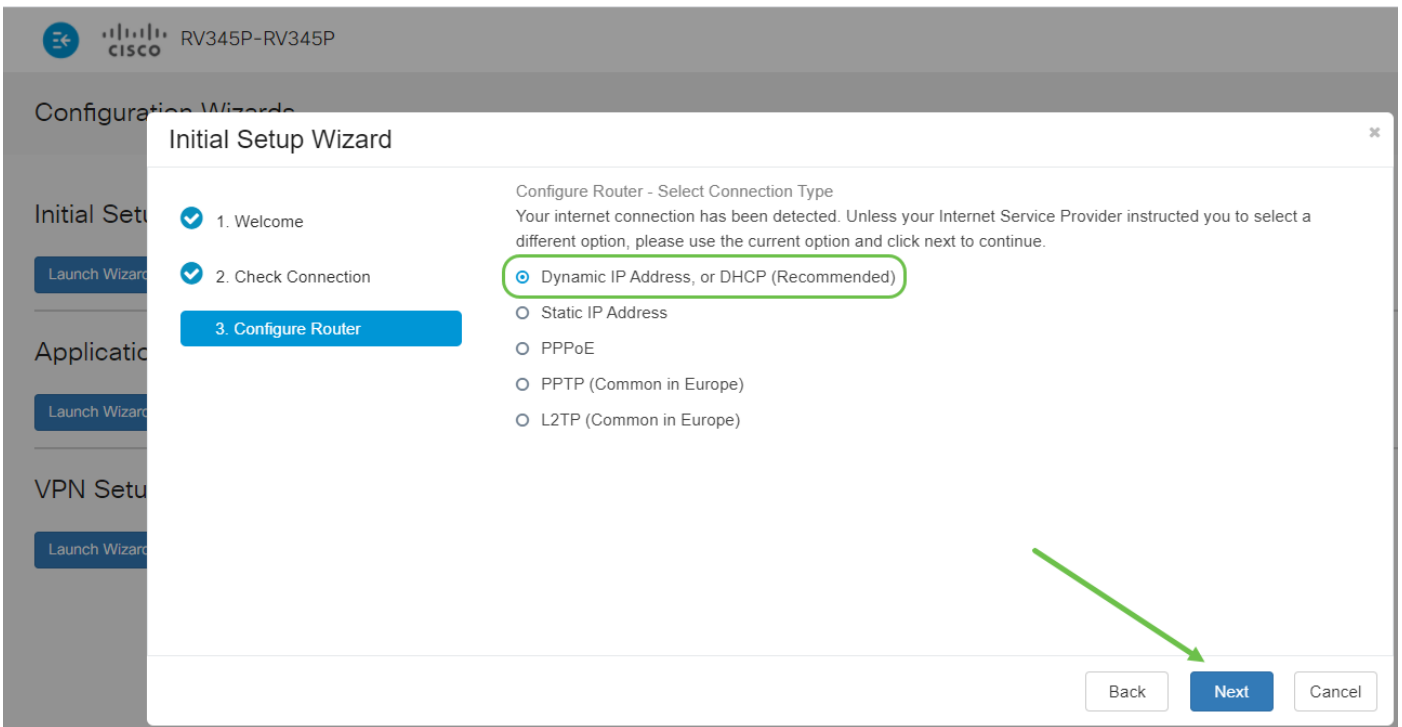 CISCO RV345P-RV345P
Configuration Wizards
Initial Setup Wizard
Configure Router - Select Connection Type
Your internet connection has been detected. Unless your Internet Service Provider instructed you to select a
different option, please use the current option and click next to continue.
Initial Setu
1. Welcome
Launch Wizard
2. Check Connection
Dynamic IP Address, or DHCP (Recommended)
Static IP Address
3. Configure Router
Applicatio
PPPoE
PPTP (Common in Europe)
Launch Wizard
L2TP (Common in Europe)
VPN Setu
Launch Wizard
Back
Next
Cancel